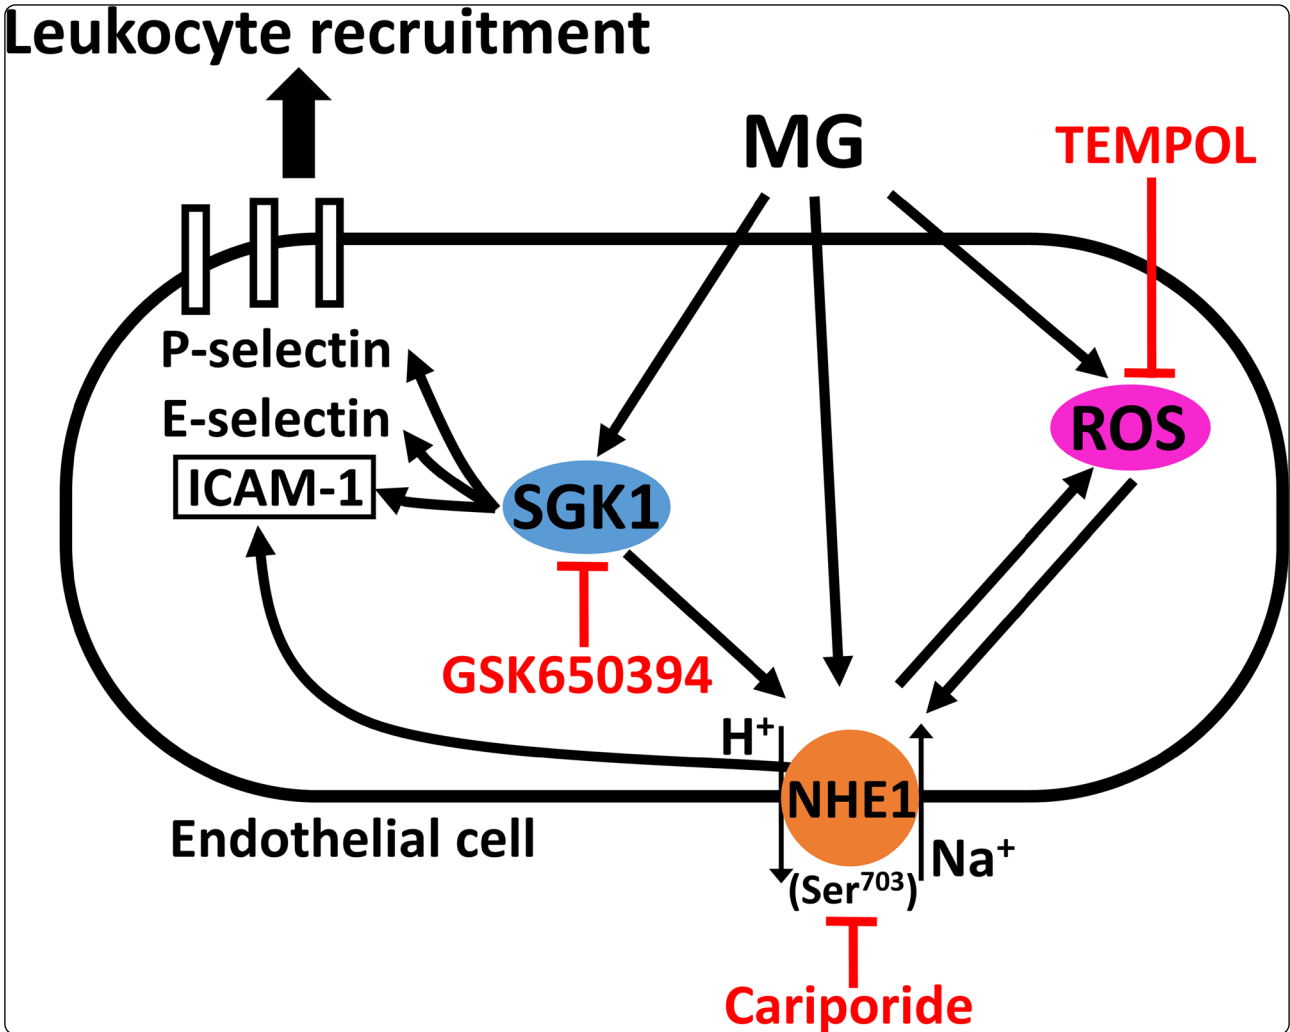 Leukocyte recruitment
MG
TEMPOL
P-selectin
E-selectin
ICAM-1
ROS
SGK1
GSK650394
H⁺
NHE1
Endothelial cell
Na⁺
(Ser⁷⁰³)
Cariporide